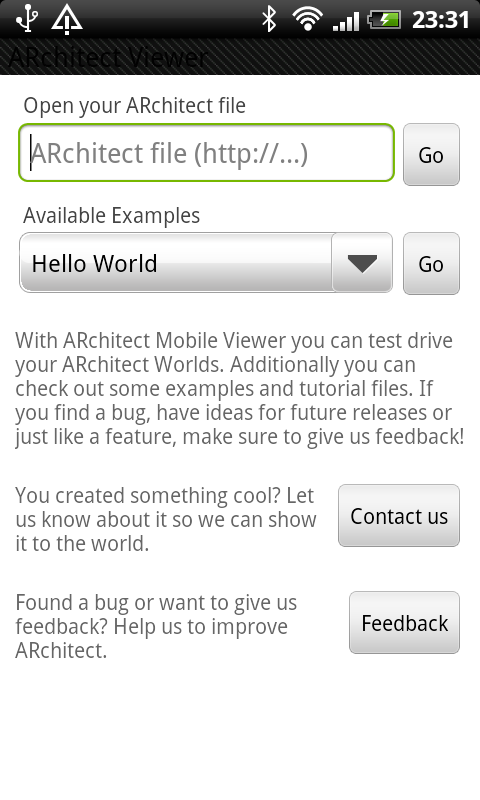 23:31
ARchitect Viewer
Open your ARchitect file
ARchitect file (http://...)
Go
Available Examples
Hello World
Go
With ARchitect Mobile Viewer you can test drive
your ARchitect Worlds. Additionally you can
check out some examples and tutorial files. If
you find a bug, have ideas for future releases or
just like a feature, make sure to give us feedback!
You created something cool? Let
us know about it so we can show
it to the world.
Contact us
Found a bug or want to give us
feedback? Help us to improve
ARchitect.
Feedback